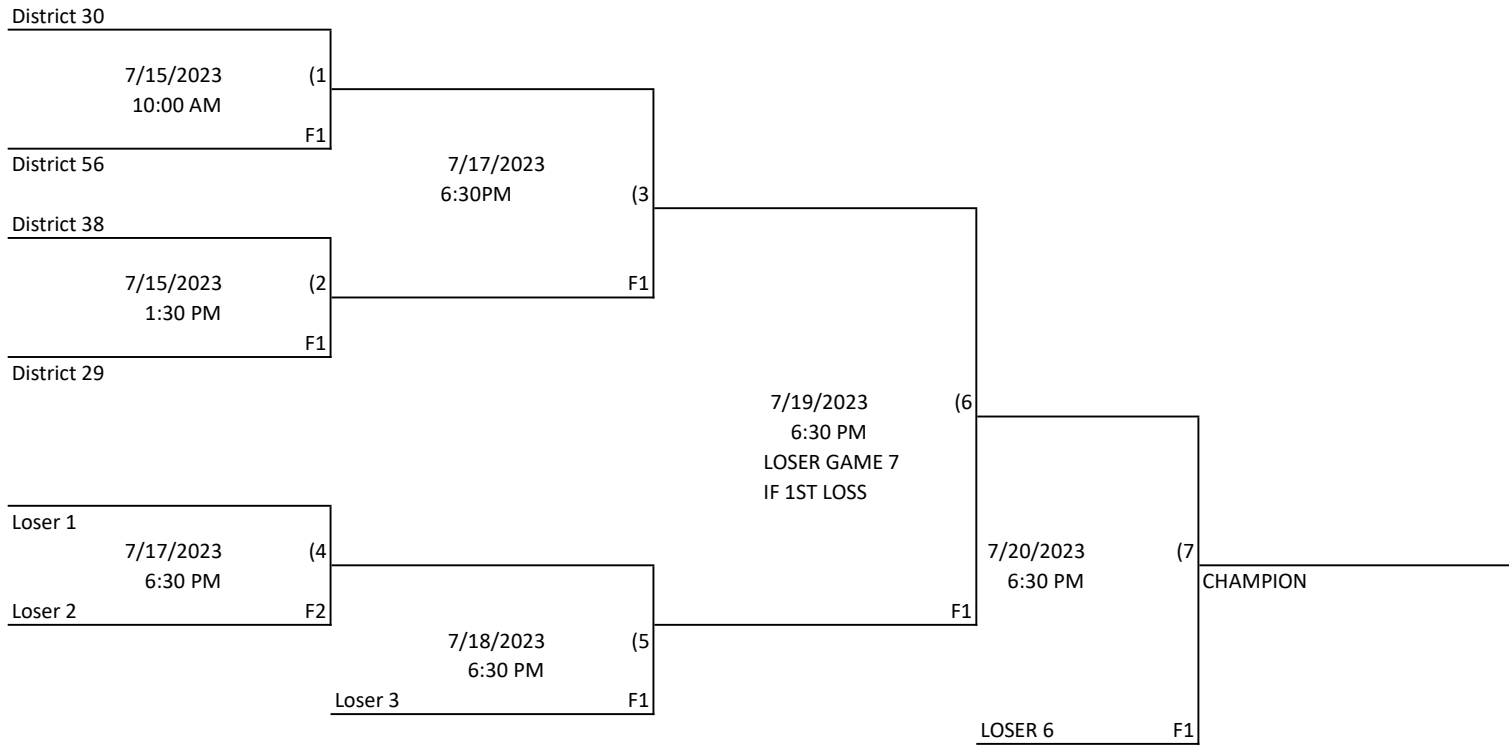 District 30
7/15/2023 (1
10:00 AM
F1
District 56
7/17/2023
6:30PM (3
District 38
7/15/2023 (2
F1
1:30 PM
F1
District 29
7/19/2023 (6
6:30 PM
LOSER GAME 7
IF 1ST LOSS
Loser 1
7/17/2023 (4
7/20/2023 (7
6:30 PM
6:30 PM
CHAMPION
Loser 2 F2
F1
7/18/2023 (5
6:30 PM
Loser 3 F1
LOSER 6 F1